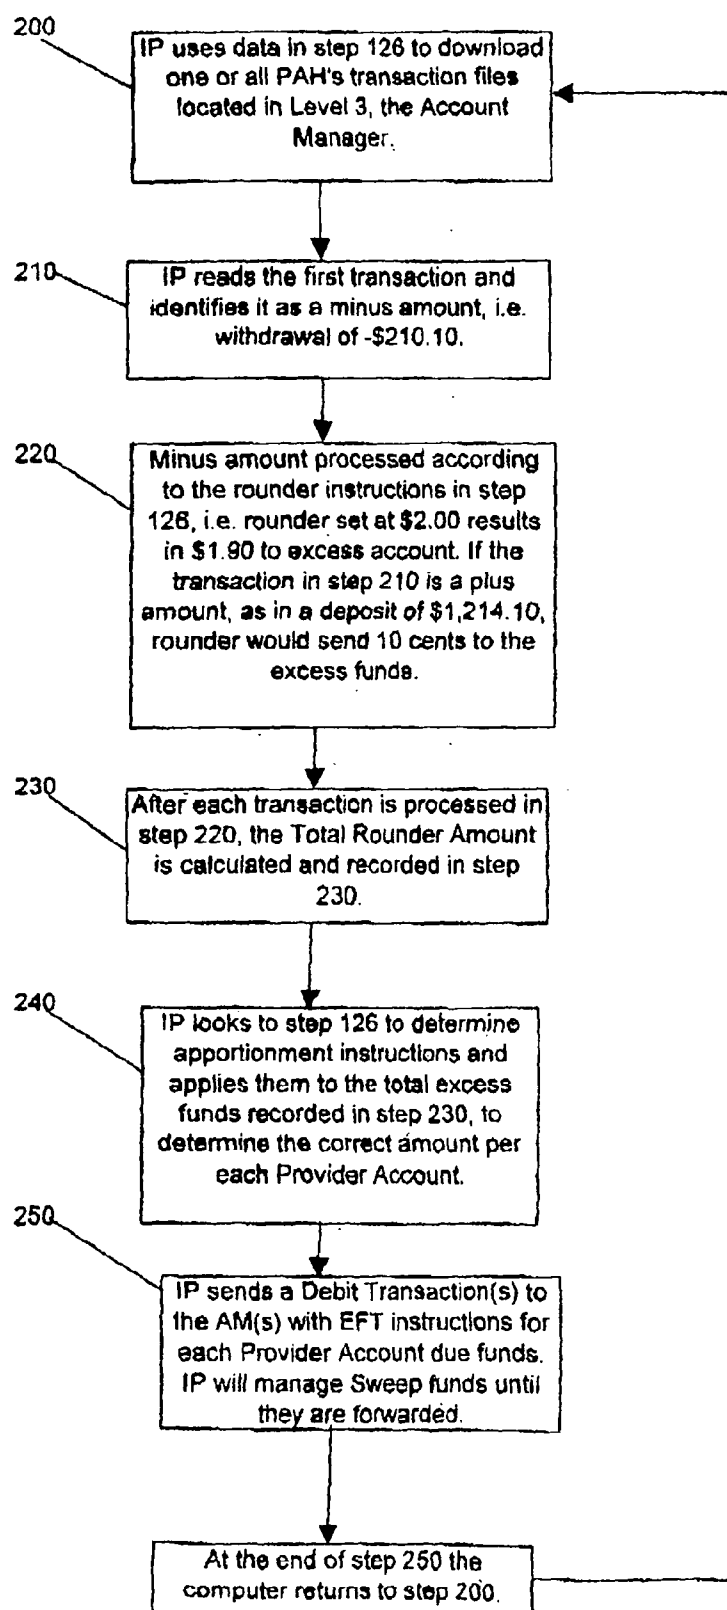 200
IP uses data in step 126 to download
one or all PAH's transaction files
located in Level 3, the Account
Manager.
210
IP reads the first transaction and
identifies it as a minus amount, i.e.
withdrawal of -$210.10.
220
Minus amount processed according
to the rounder instructions in step
126, i.e. rounder set at $2.00 results
in $1.90 to excess account. If the
transaction in step 210 is a plus
amount, as in a deposit of $1,214.10,
rounder would send 10 cents to the
excess funds.
230
After each transaction is processed in
step 220, the Total Rounder Amount
is calculated and recorded in step
230.
240
IP looks to step 126 to determine
apportionment instructions and
applies them to the total excess
funds recorded in step 230, to
determine the correct amount per
each Provider Account.
250
IP sends a Debit Transaction(s) to
the AM(s) with EFT instructions for
each Provider Account due funds.
IP will manage Sweep funds until
they are forwarded.
At the end of step 250 the
computer returns to step 200.